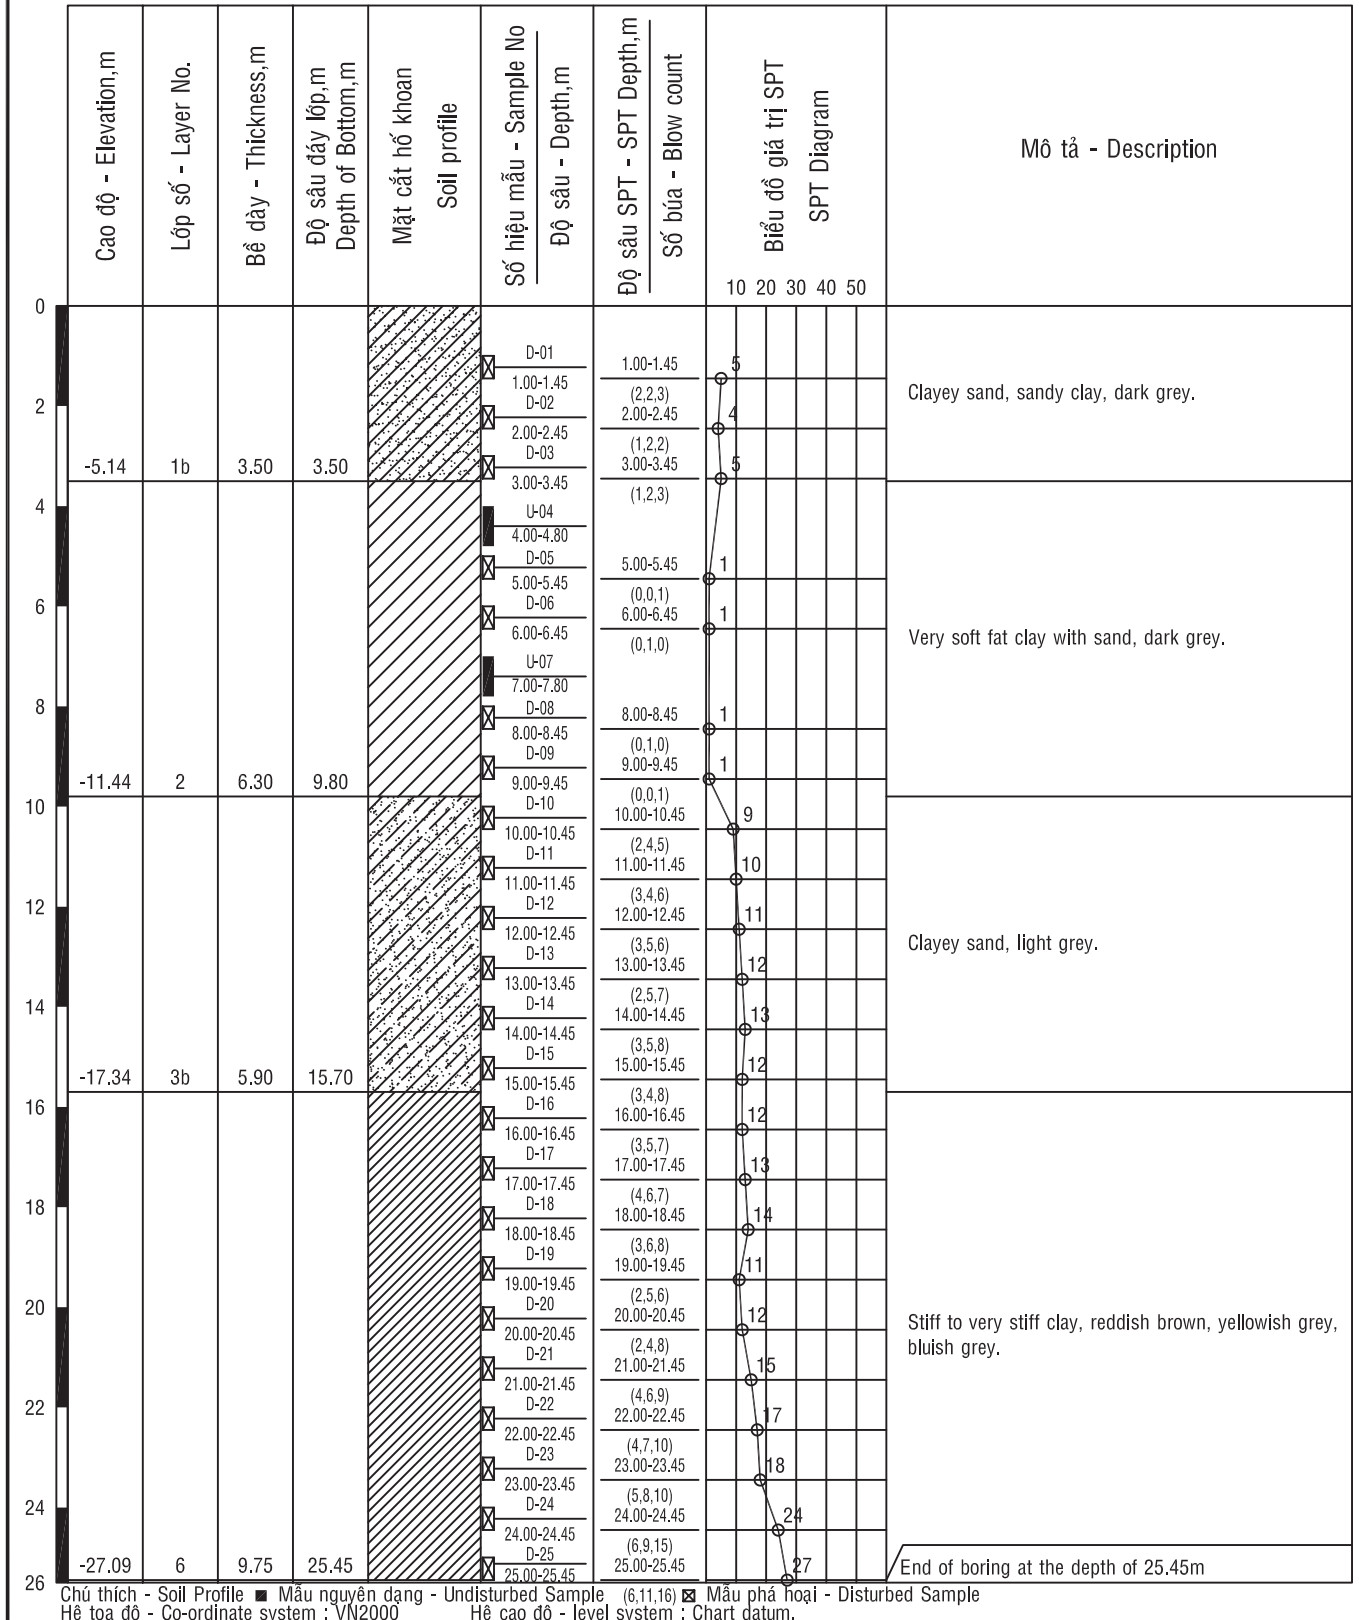 Cao độ - Elevation,m
Lớp số - Layer No.
Bề dày - Thickness,m
Độ sâu đáy lớp,m
Depth of Bottom,m
Mặt cắt hố khoan
Soil profile
Số hiệu mẫu - Sample No
Độ sâu - Depth,m
Độ sâu SPT - SPT Depth,m
Số búa - Blow count
Biểu đồ giá trị SPT
SPT Diagram
10 20 30 40 50
Mô tả - Description
0
D-01 1.00-1.45 5
1.00-1.45 (2,2,3)
Clayey sand, sandy clay, dark grey.
2 D-02 2.00-2.45 4
2.00-2.45 (1,2,2)
D-03 3.00-3.45 5
-5.14 1b 3.50 3.50
3.00-3.45 (1,2,3)
4 U-04
4.00-4.80
D-05 5.00-5.45 1
5.00-5.45 (0,0,1)
6 D-06 6.00-6.45 1
6.00-6.45 (0,1,0)
Very soft fat clay with sand, dark grey.
U-07
7.00-7.80
8 D-08 8.00-8.45 1
8.00-8.45 (0,1,0)
D-09 9.00-9.45 1
-11.44 2 6.30 9.80
9.00-9.45 (0,0,1)
10 D-10 10.00-10.45 9
10.00-10.45 (2,4,5)
D-11 11.00-11.45 10
11.00-11.45 (3,4,6)
12 D-12 12.00-12.45 11
12.00-12.45 (3,5,6)
Clayey sand, light grey.
D-13 13.00-13.45 12
13.00-13.45 (2,5,7)
14 D-14 14.00-14.45 13
14.00-14.45 (3,5,8)
D-15 15.00-15.45 12
-17.34 3b 5.90 15.70
15.00-15.45 (3,4,8)
16 D-16 16.00-16.45 12
16.00-16.45 (3,5,7)
D-17 17.00-17.45 13
17.00-17.45 (4,6,7)
18 D-18 18.00-18.45 14
18.00-18.45 (3,6,8)
D-19 19.00-19.45 11
19.00-19.45 (2,5,6)
20 D-20 20.00-20.45 12
Stiff to very stiff clay, reddish brown, yellowish grey,
bluish grey.
20.00-20.45 (2,4,8)
D-21 21.00-21.45 15
21.00-21.45 (4,6,9)
22 D-22 22.00-22.45 17
22.00-22.45 (4,7,10)
D-23 23.00-23.45 18
23.00-23.45 (5,8,10)
24 D-24 24.00-24.45 24
24.00-24.45 (6,9,15)
D-25 25.00-25.45 27
-27.09 6 9.75 25.45
End of boring at the depth of 25.45m
26 25.00-25.45
Chú thích - Soil Profile Mẫu nguyên dạng - Undisturbed Sample (6,11,16) Mẫu phá hoại - Disturbed Sample
Hệ tọa độ - Co-ordinate system : VN2000 Hệ cao độ - level system : Chart datum.